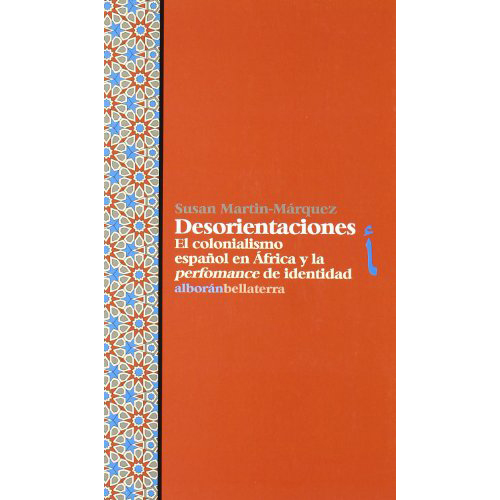 Susan Martin-Márquez
Desorientaciones
El colonialismo
español en África y la
perfomance de identidad
أ
alboránbellaterra